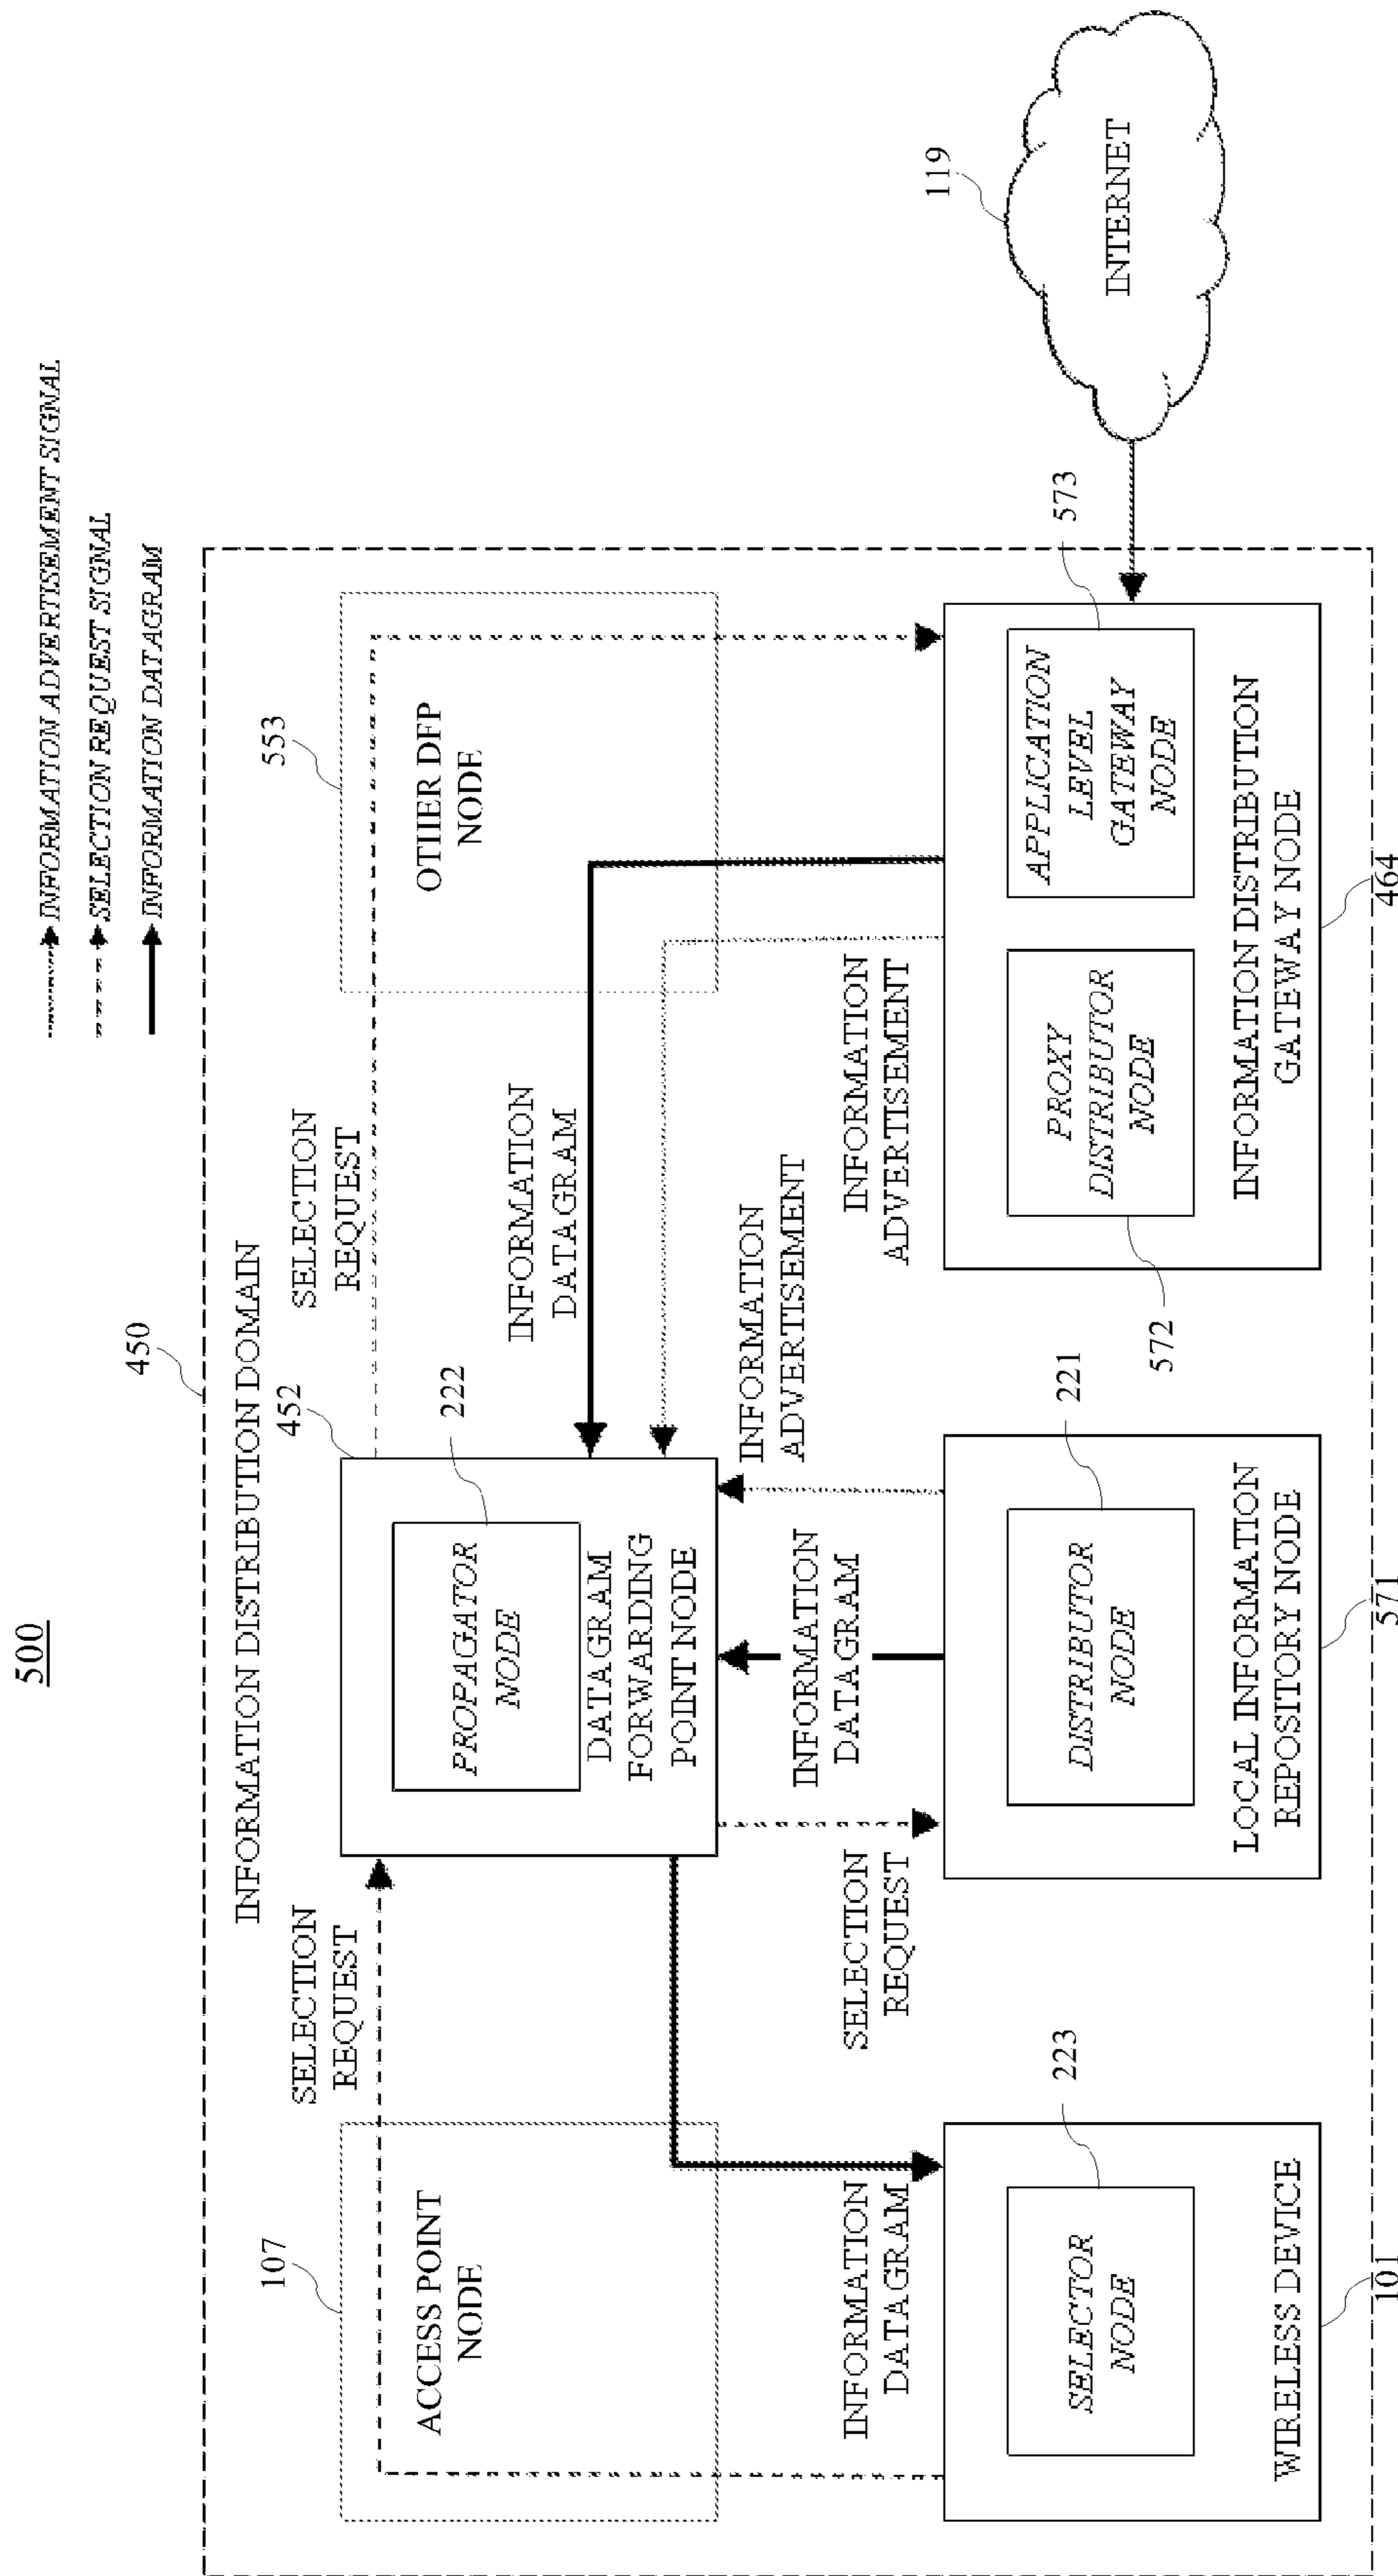 500
INFORMATION ADVERTISEMENT SIGNAL
SELECTION REQUEST SIGNAL
INFORMATION DATAGRAM
450
INFORMATION DISTRIBUTION DOMAIN
107
ACCESS POINT
NODE
SELECTION
REQUEST
452
222
PROPAGATOR
NODE
DATAGRAM
FORWARDING
POINT NODE
SELECTION
REQUEST
553
OTIIER DFP
NODE
INFORMATION
DATAGRAM
INFORMATION
DATAGRAM
SELECTION
REQUEST
INFORMATION
DATAGRAM
INFORMATION
ADVERTISEMENT
INFORMATION
ADVERTISEMENT
119
INTERNET
223
SELECTOR
NODE
WIRELESS DEVICE
101
221
DISTRIBUTOR
NODE
LOCAL INFORMATION
REPOSITORY NODE
571
572
PROXY
DISTRIBUTOR
NODE
573
APPLICATION
LEVEL
GATEWAY
NODE
INFORMATION DISTRIBUTION
GATEWAY NODE
464